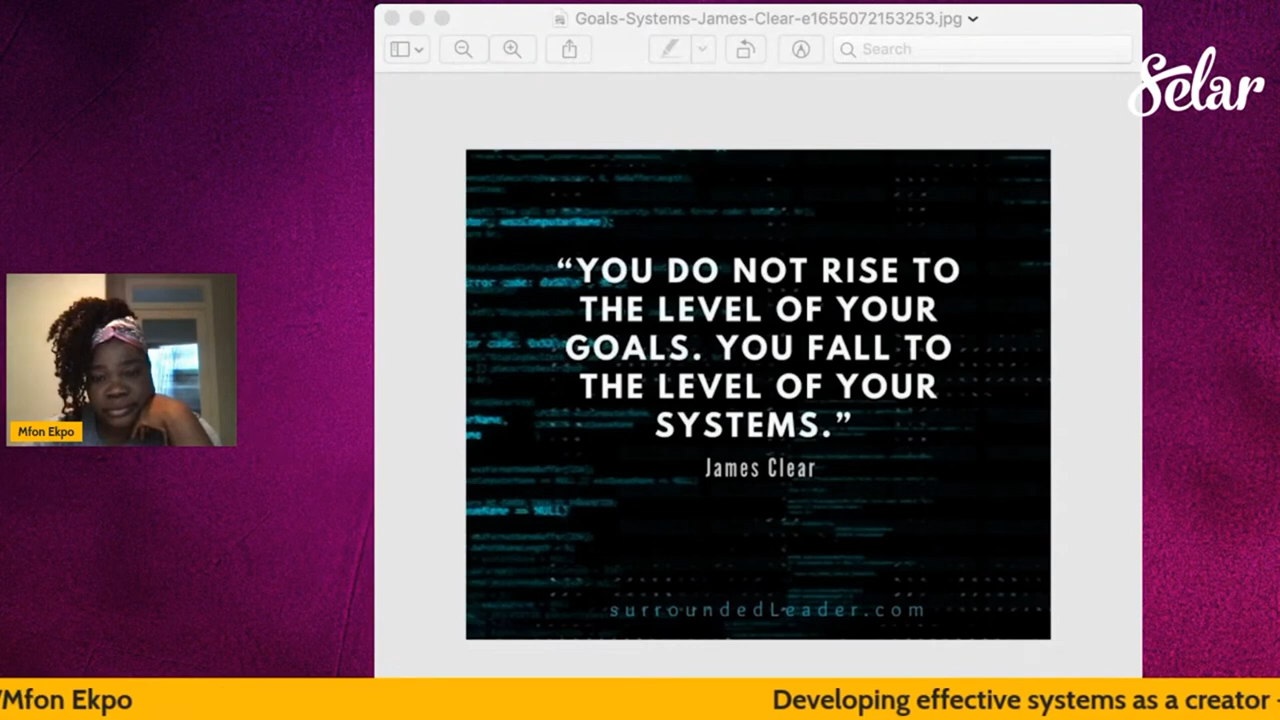 Goals-Systems-James-Clear-e1655072153253.jpg
Search
Selar
“YOU DO NOT RISE TO
THE LEVEL OF YOUR
GOALS. YOU FALL TO
THE LEVEL OF YOUR
SYSTEMS.”
James Clear
surroundedLeader.com
Mfon Ekpo
/Mfon Ekpo
Developing effective systems as a creator -